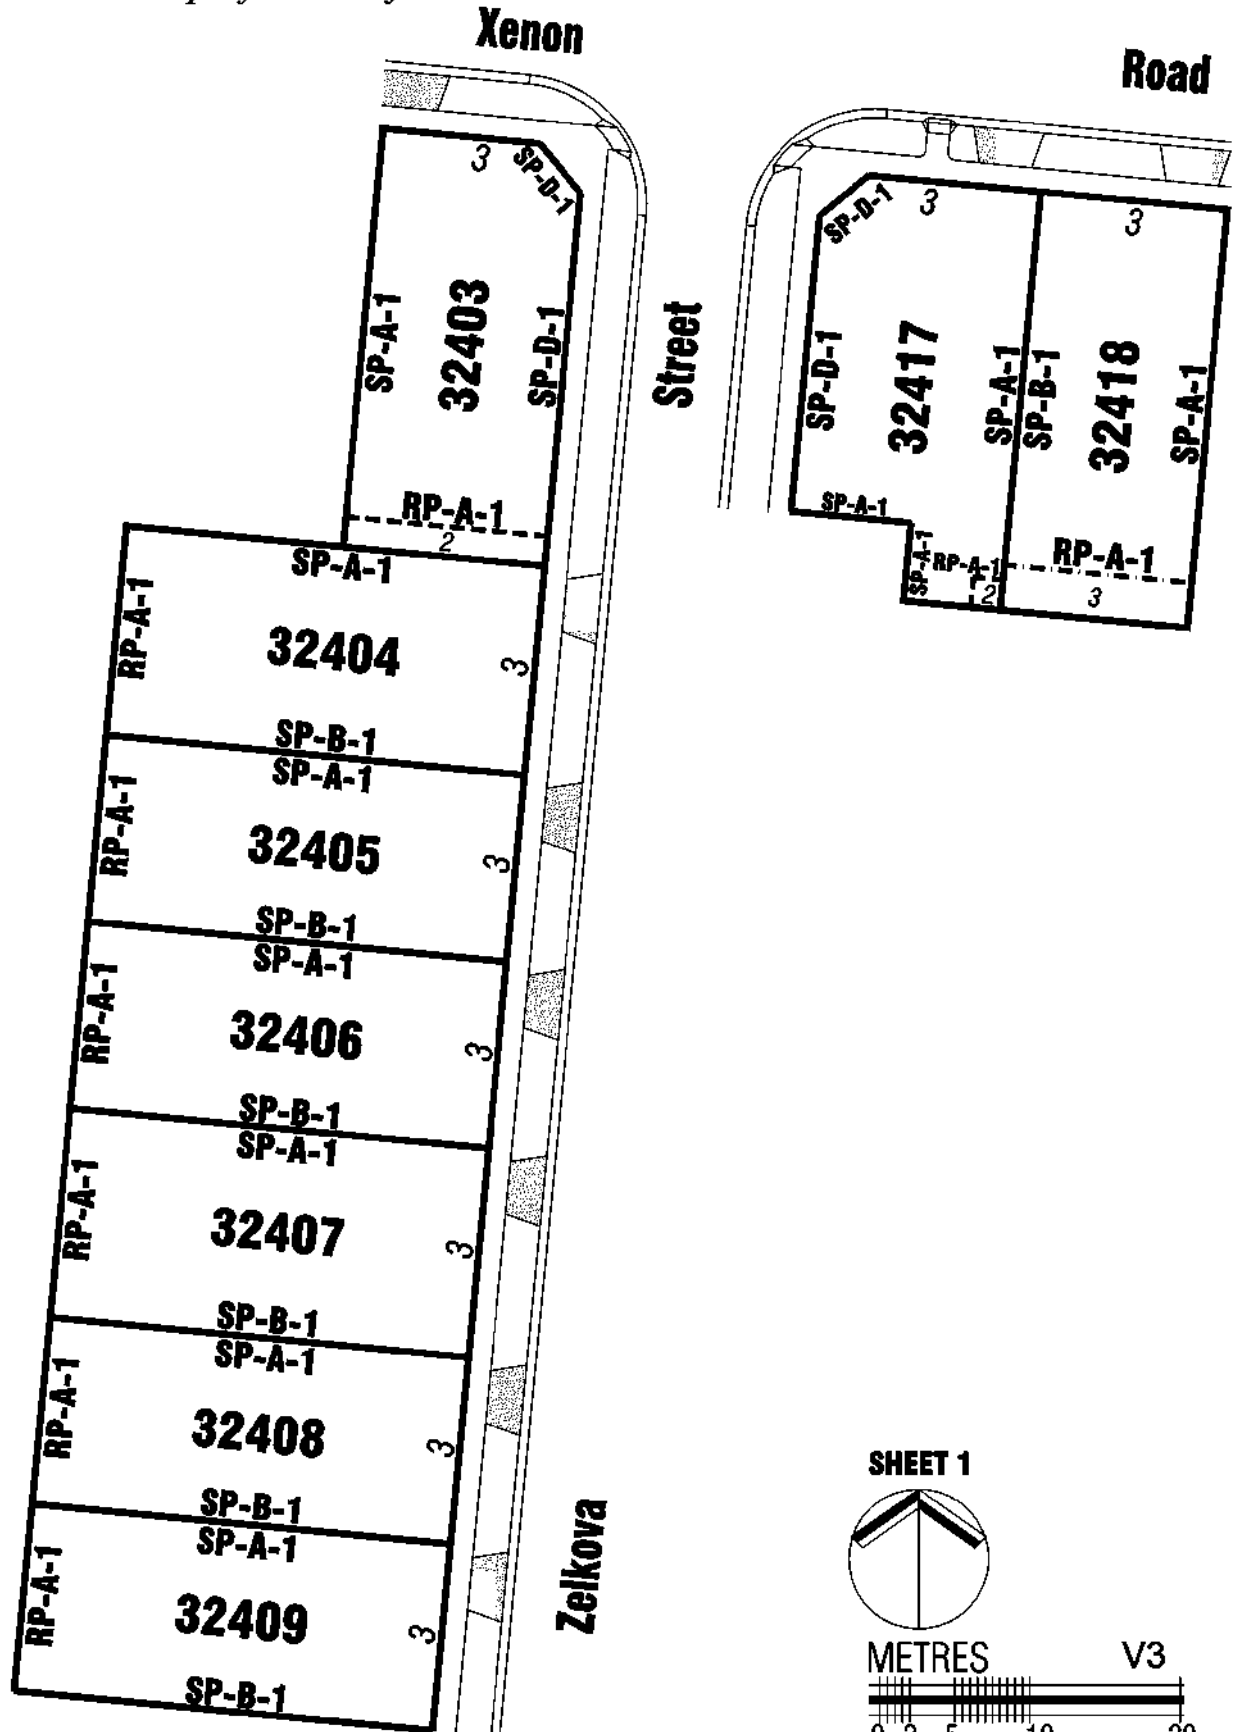 Xenon
Road
3
SP-D-1
SP-A-1
32403
SP-D-1
RP-A-1
2
Street
SP-D-1
3
3
SP-D-1
32417
SP-A-1
SP-B-1
32418
SP-A-1
SP-A-1
SP-A-1
RP-A-1
2
RP-A-1
3
SP-A-1
RP-A-1
32404
3
SP-B-1
SP-A-1
RP-A-1
32405
3
SP-B-1
SP-A-1
RP-A-1
32406
3
SP-B-1
SP-A-1
RP-A-1
32407
3
SP-B-1
SP-A-1
RP-A-1
32408
3
SP-B-1
SP-A-1
RP-A-1
32409
3
SP-B-1
Zelkova
SHEET 1
METRES V3
0 2 5 10 20